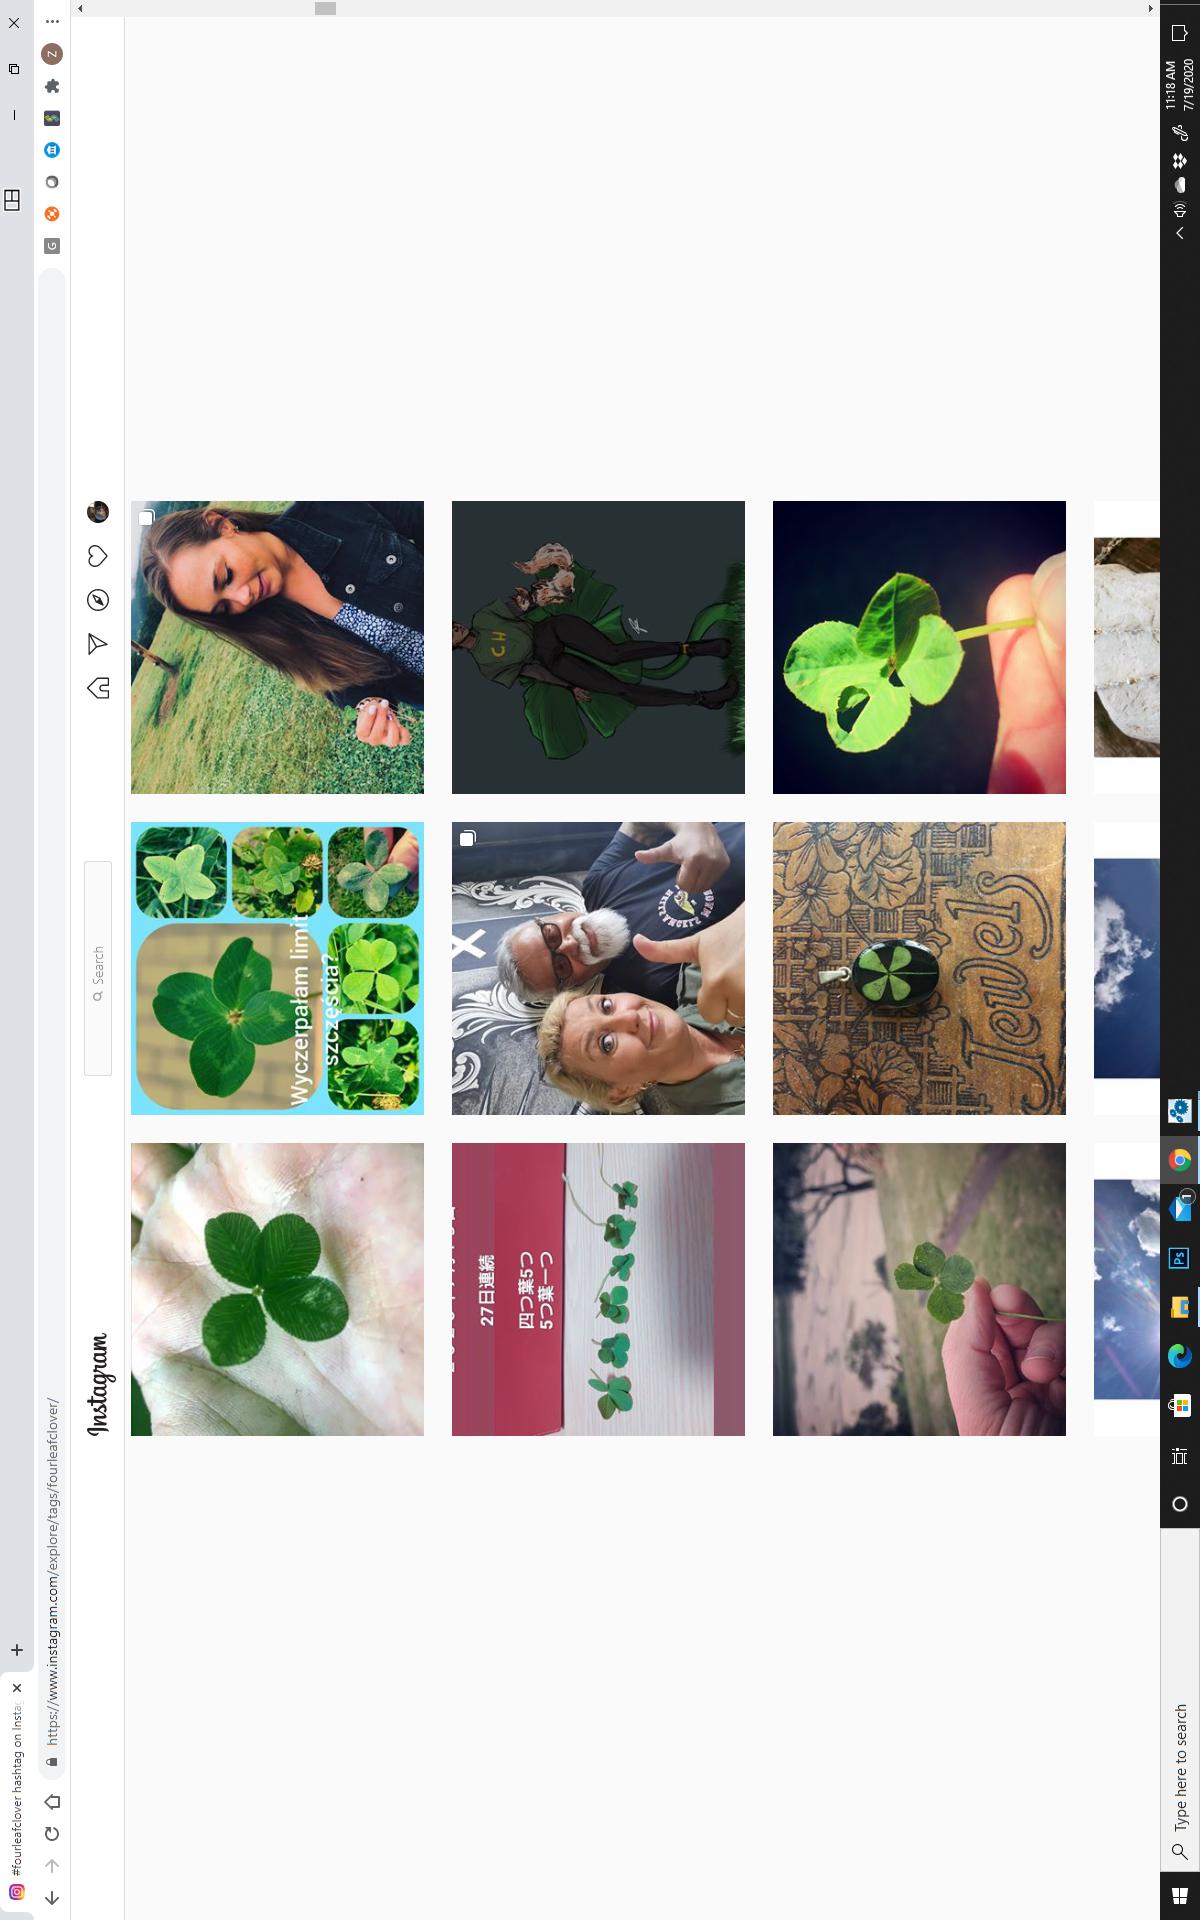 #fourleafclover hashtag on Insta
https://www.instagram.com/explore/tags/fourleafclover/
G
Z
Instagram
Search
Wyczerpałam limit
szczęścia?
27日連続
四つ葉5つ
5つ葉一つ
X
CH
Jewels
Type here to search
Ps
1
11:18 AM
7/19/2020